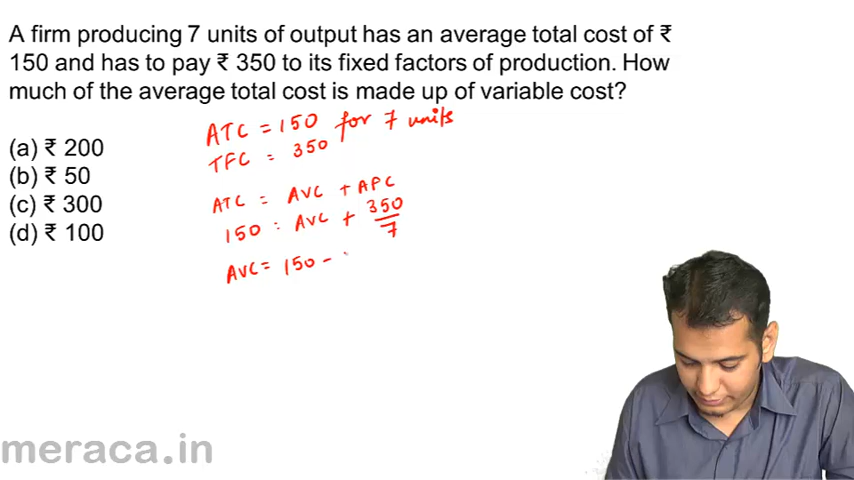 A firm producing 7 units of output has an average total cost of ₹
150 and has to pay ₹ 350 to its fixed factors of production. How
much of the average total cost is made up of variable cost?
(a) ₹ 200
(b) ₹ 50
(c) ₹ 300
(d) ₹ 100
ATC = 150 for 7 units
TFC = 350
ATC = AVC + APC
150 = AVC + 350/7
AVC = 150 -
meraca.in